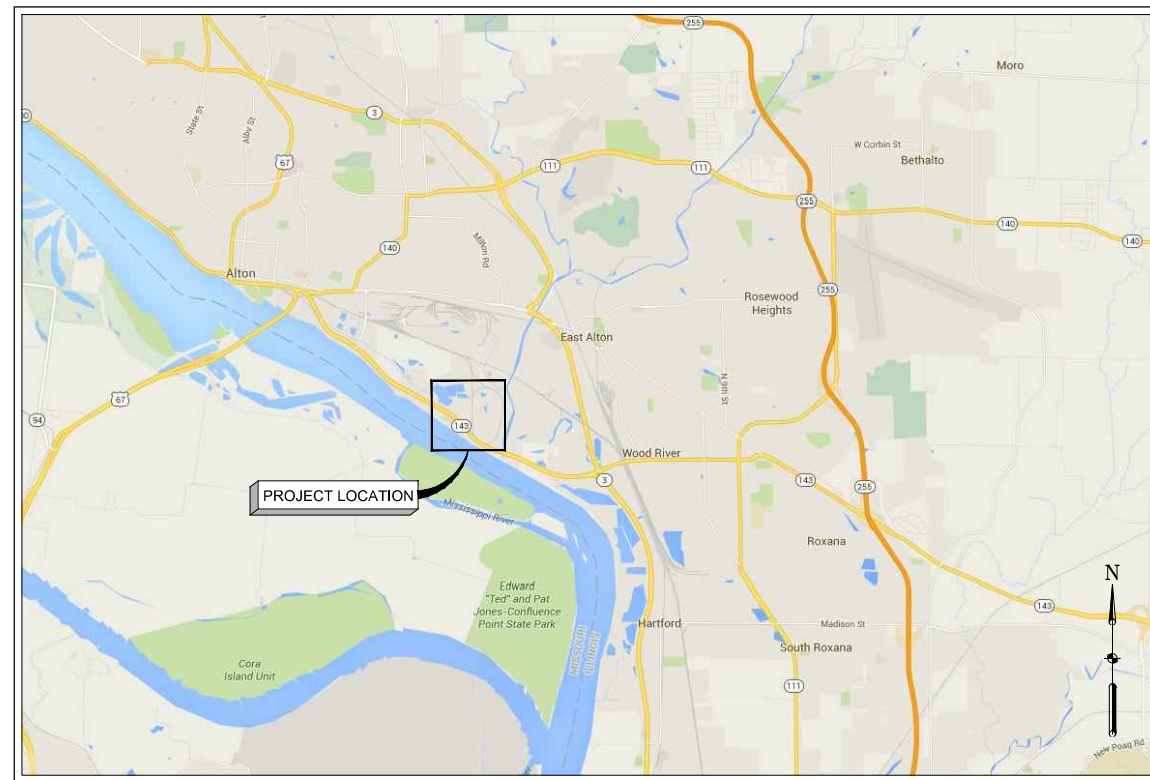 255
Moro
3
State St
Alby St
67
111
111
W Corbin St
Bethalto
255
140
140
140
Milton Rd
Alton
255
Rosewood
Heights
East Alton
67
N 9th St
94
143
Wood River
3
143
255
PROJECT LOCATION
Mississippi River
Roxana
Edward
"Ted" and Pat
Jones-Confluence
Point State Park
MISSOURI
ILLINOIS
N
143
Hartford
Madison St
South Roxana
Cora
Island Unit
111
New Poag Rd